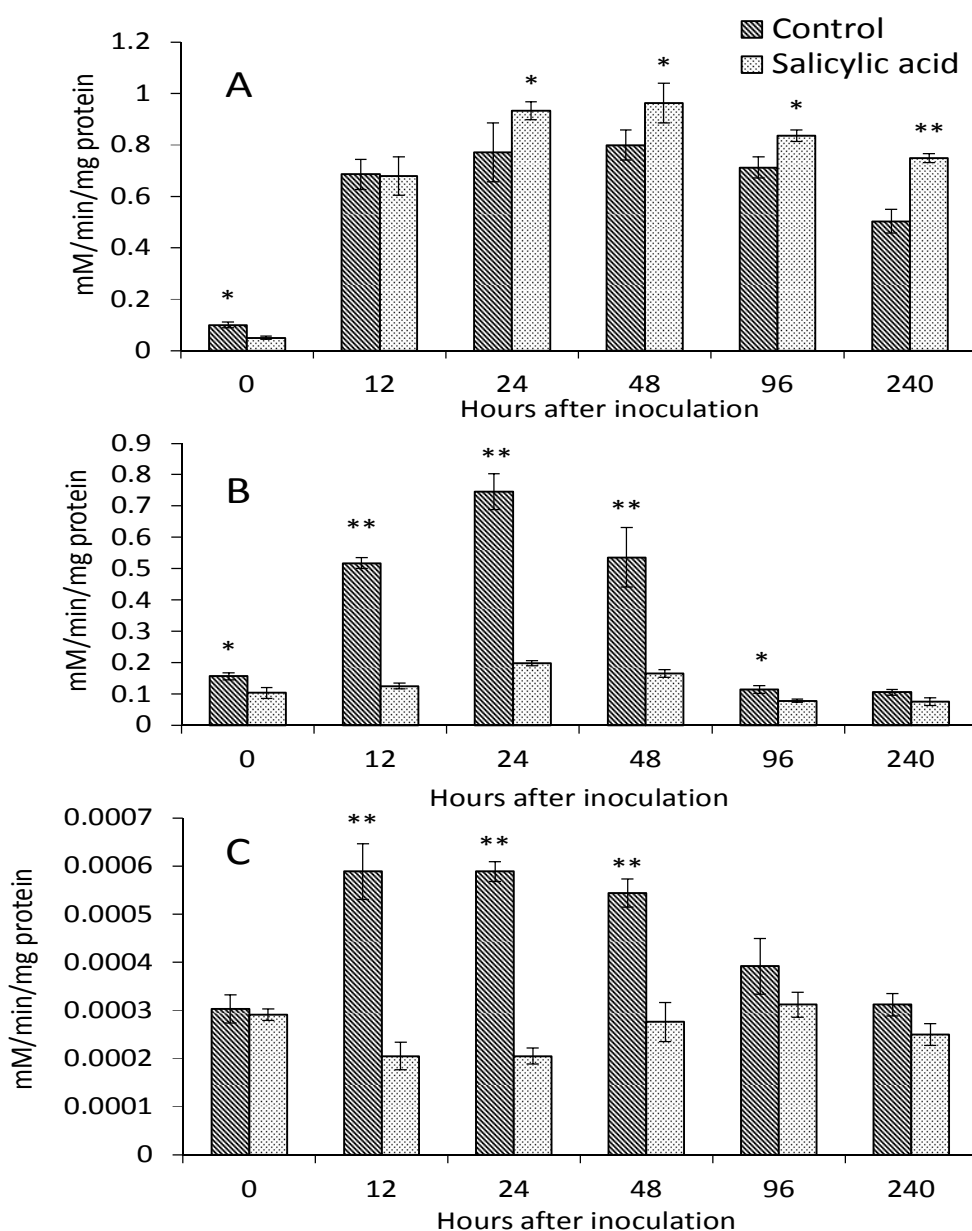 Control
Salicylic acid
A
mM/min/mg protein
1.2
1
0.8
0.6
0.4
0.2
0
*
*
*
*
**
0 12 24 48 96 240
Hours after inoculation
B
mM/min/mg protein
0.9
0.8
0.7
0.6
0.5
0.4
0.3
0.2
0.1
0
*
**
**
**
*
0 12 24 48 96 240
Hours after inoculation
C
mM/min/mg protein
0.0007
0.0006
0.0005
0.0004
0.0003
0.0002
0.0001
0
**
**
**
0 12 24 48 96 240
Hours after inoculation